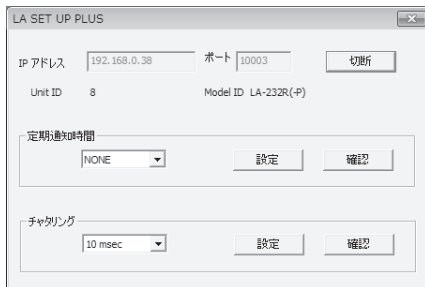 LA SET UP PLUS
IP アドレス 192.168.0.38 ポート 10003 切断
Unit ID 8 Model ID LA-232R(-P)
定期通知時間
NONE 設定 確認
チャタリング
10 msec 設定 確認